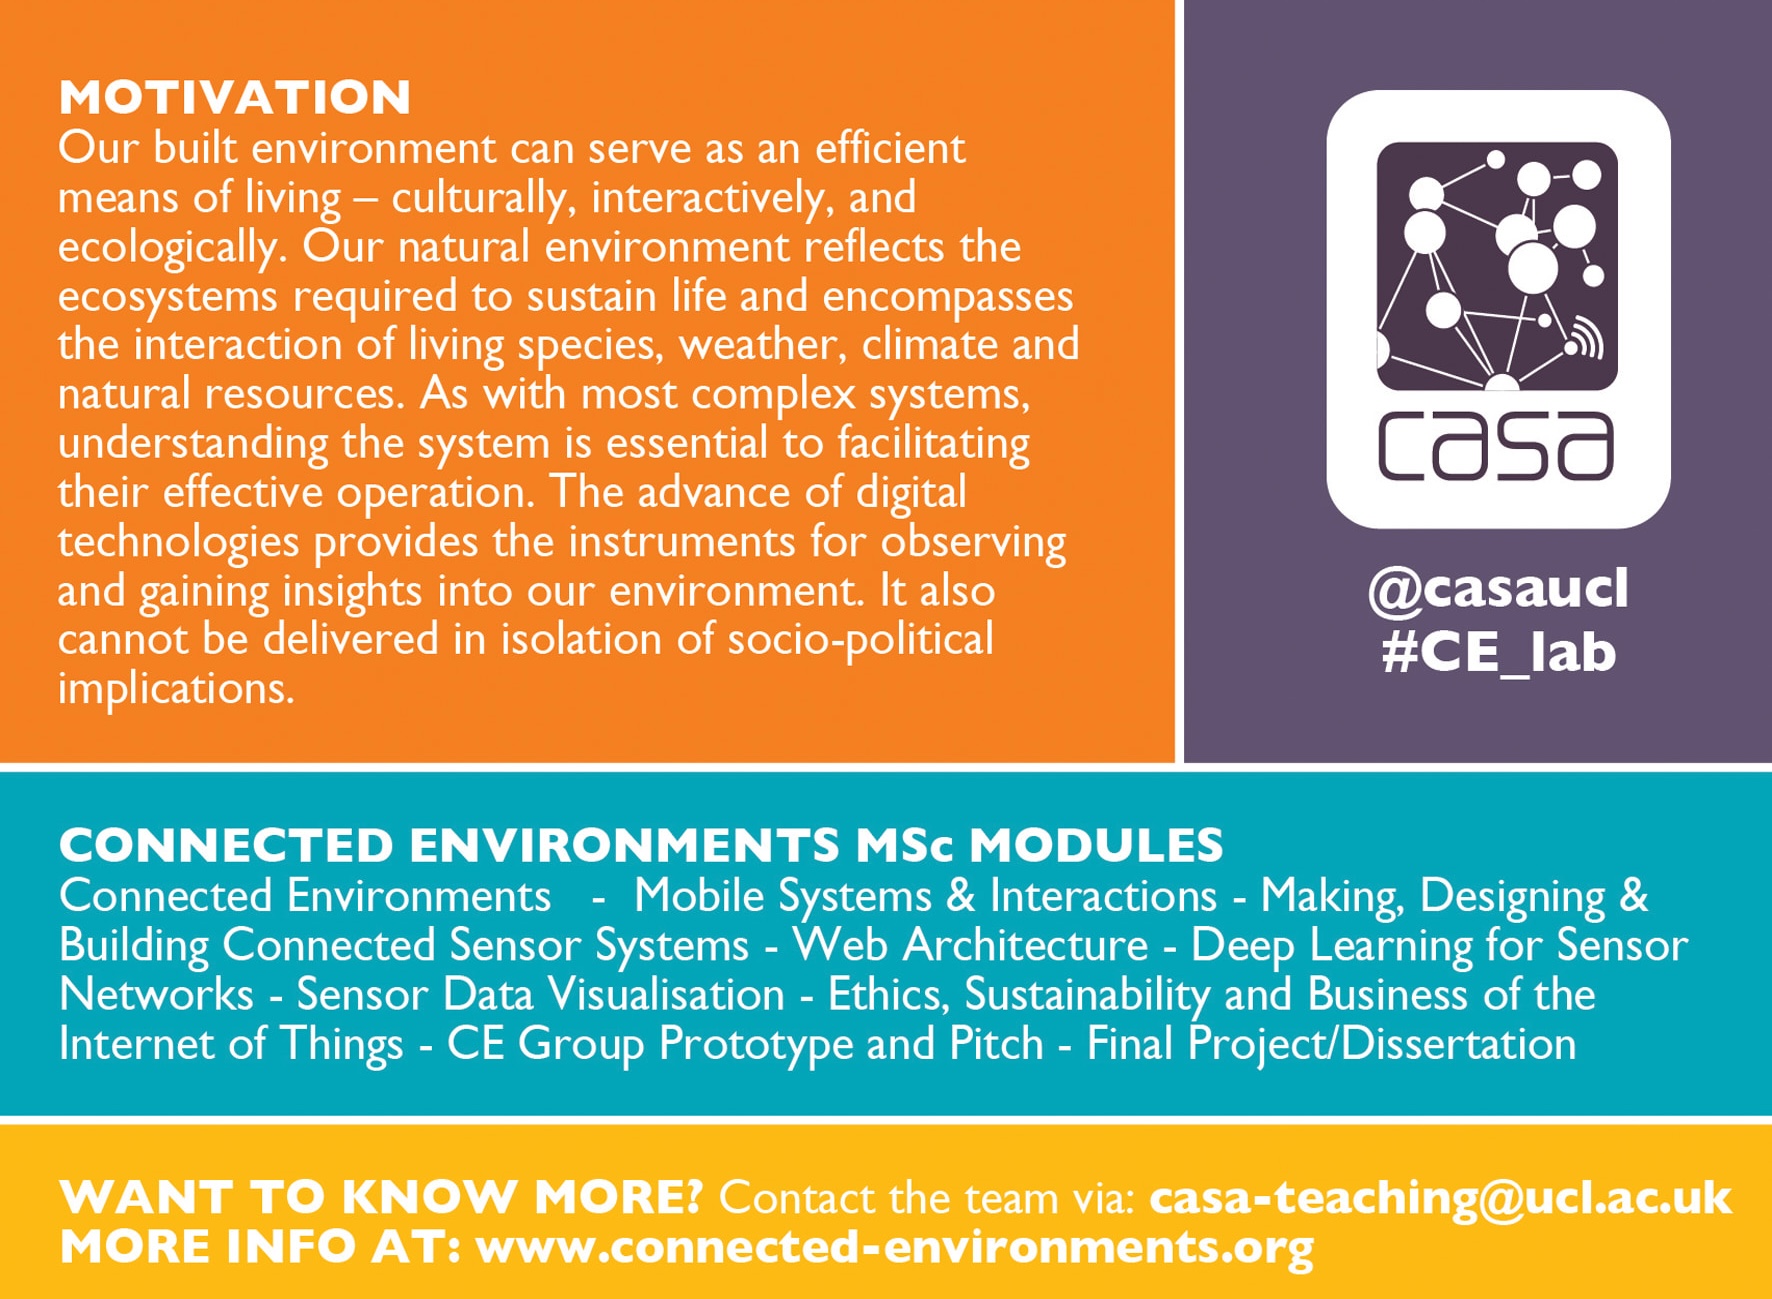 MOTIVATION
Our built environment can serve as an efficient
means of living – culturally, interactively, and
ecologically. Our natural environment reflects the
ecosystems required to sustain life and encompasses
the interaction of living species, weather, climate and
natural resources. As with most complex systems,
understanding the system is essential to facilitating
their effective operation. The advance of digital
technologies provides the instruments for observing
and gaining insights into our environment. It also
cannot be delivered in isolation of socio-political
implications.
casa
@casaucl
#CE_lab
CONNECTED ENVIRONMENTS MSc MODULES
Connected Environments - Mobile Systems & Interactions - Making, Designing &
Building Connected Sensor Systems - Web Architecture - Deep Learning for Sensor
Networks - Sensor Data Visualisation - Ethics, Sustainability and Business of the
Internet of Things - CE Group Prototype and Pitch - Final Project/Dissertation
WANT TO KNOW MORE? Contact the team via: casa-teaching@ucl.ac.uk
MORE INFO AT: www.connected-environments.org